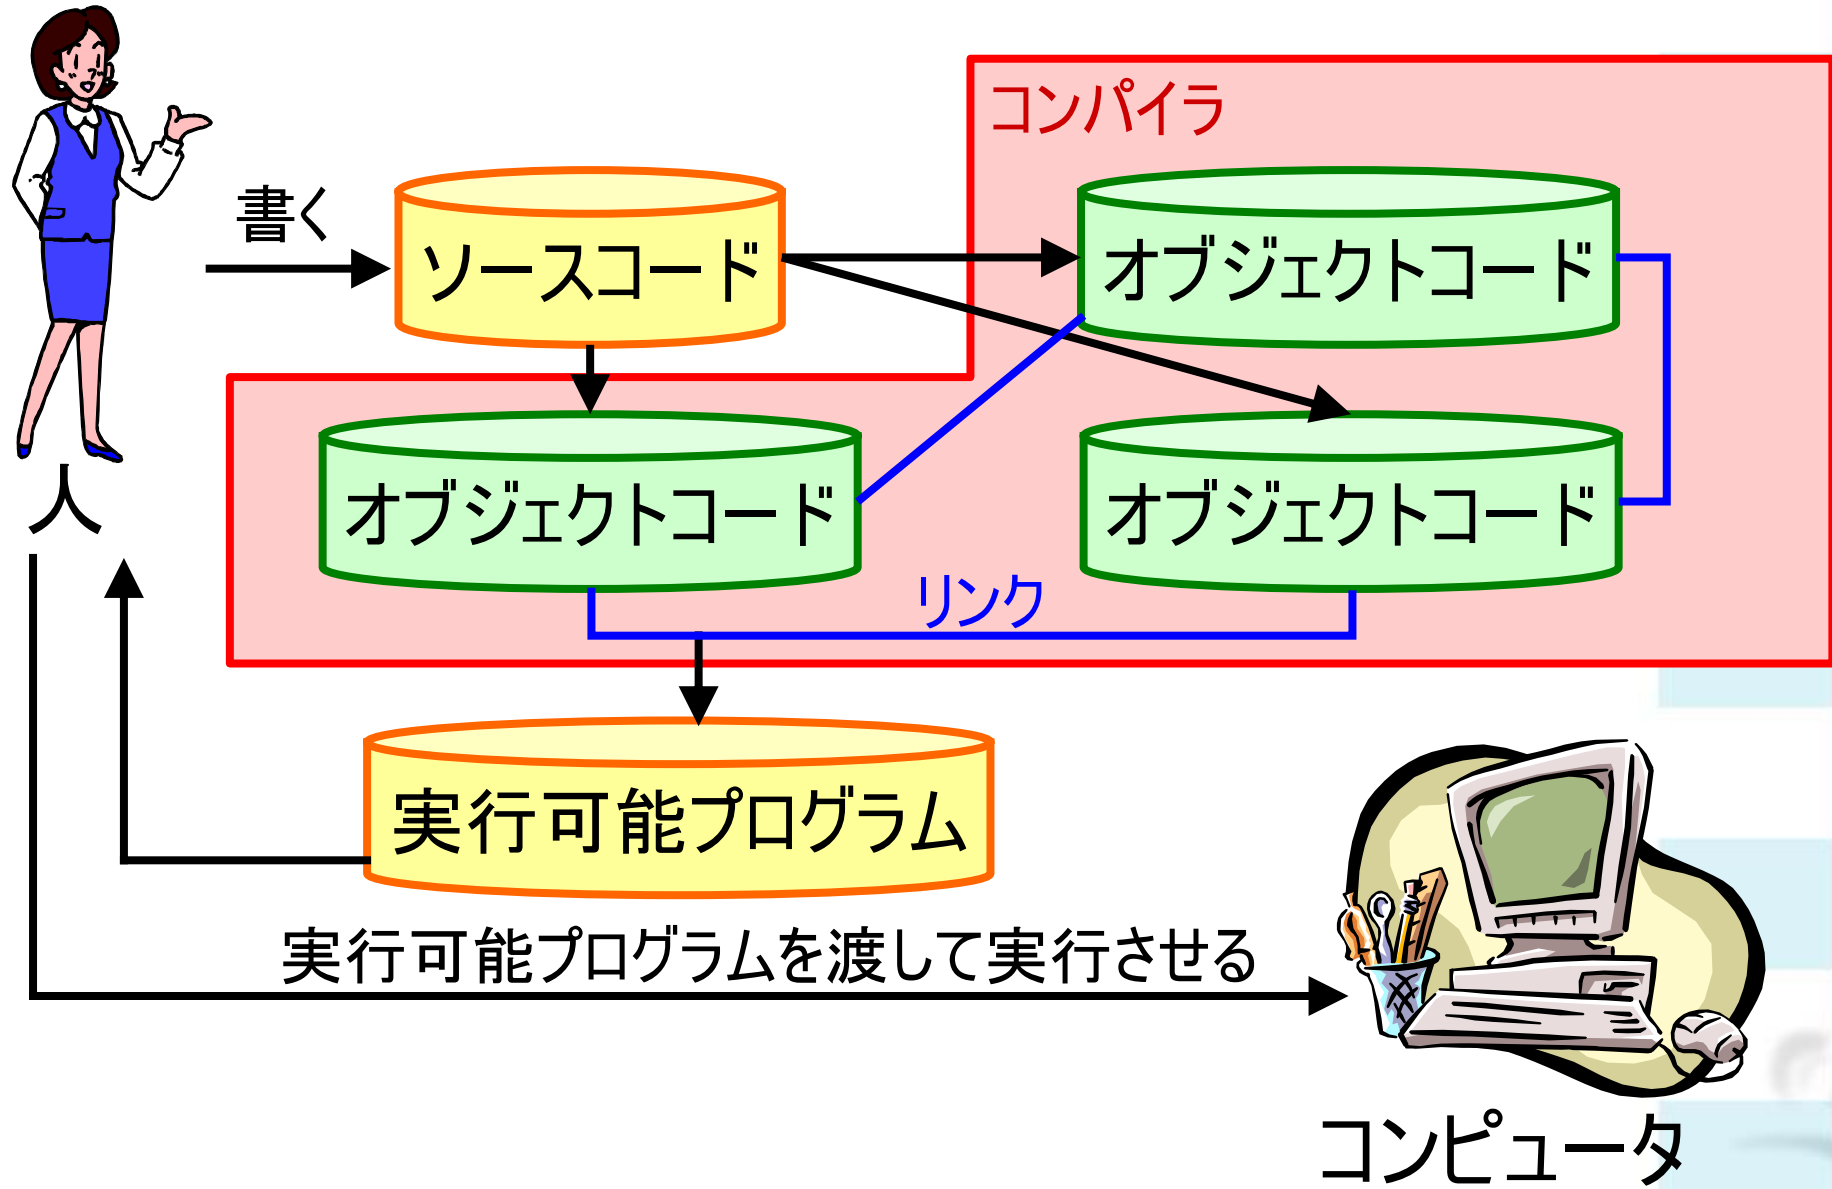 コンパイラ
書く
ソースコード
オブジェクトコード
人
オブジェクトコード
オブジェクトコード
リンク
実行可能プログラム
実行可能プログラムを渡して実行させる
コンピュータ